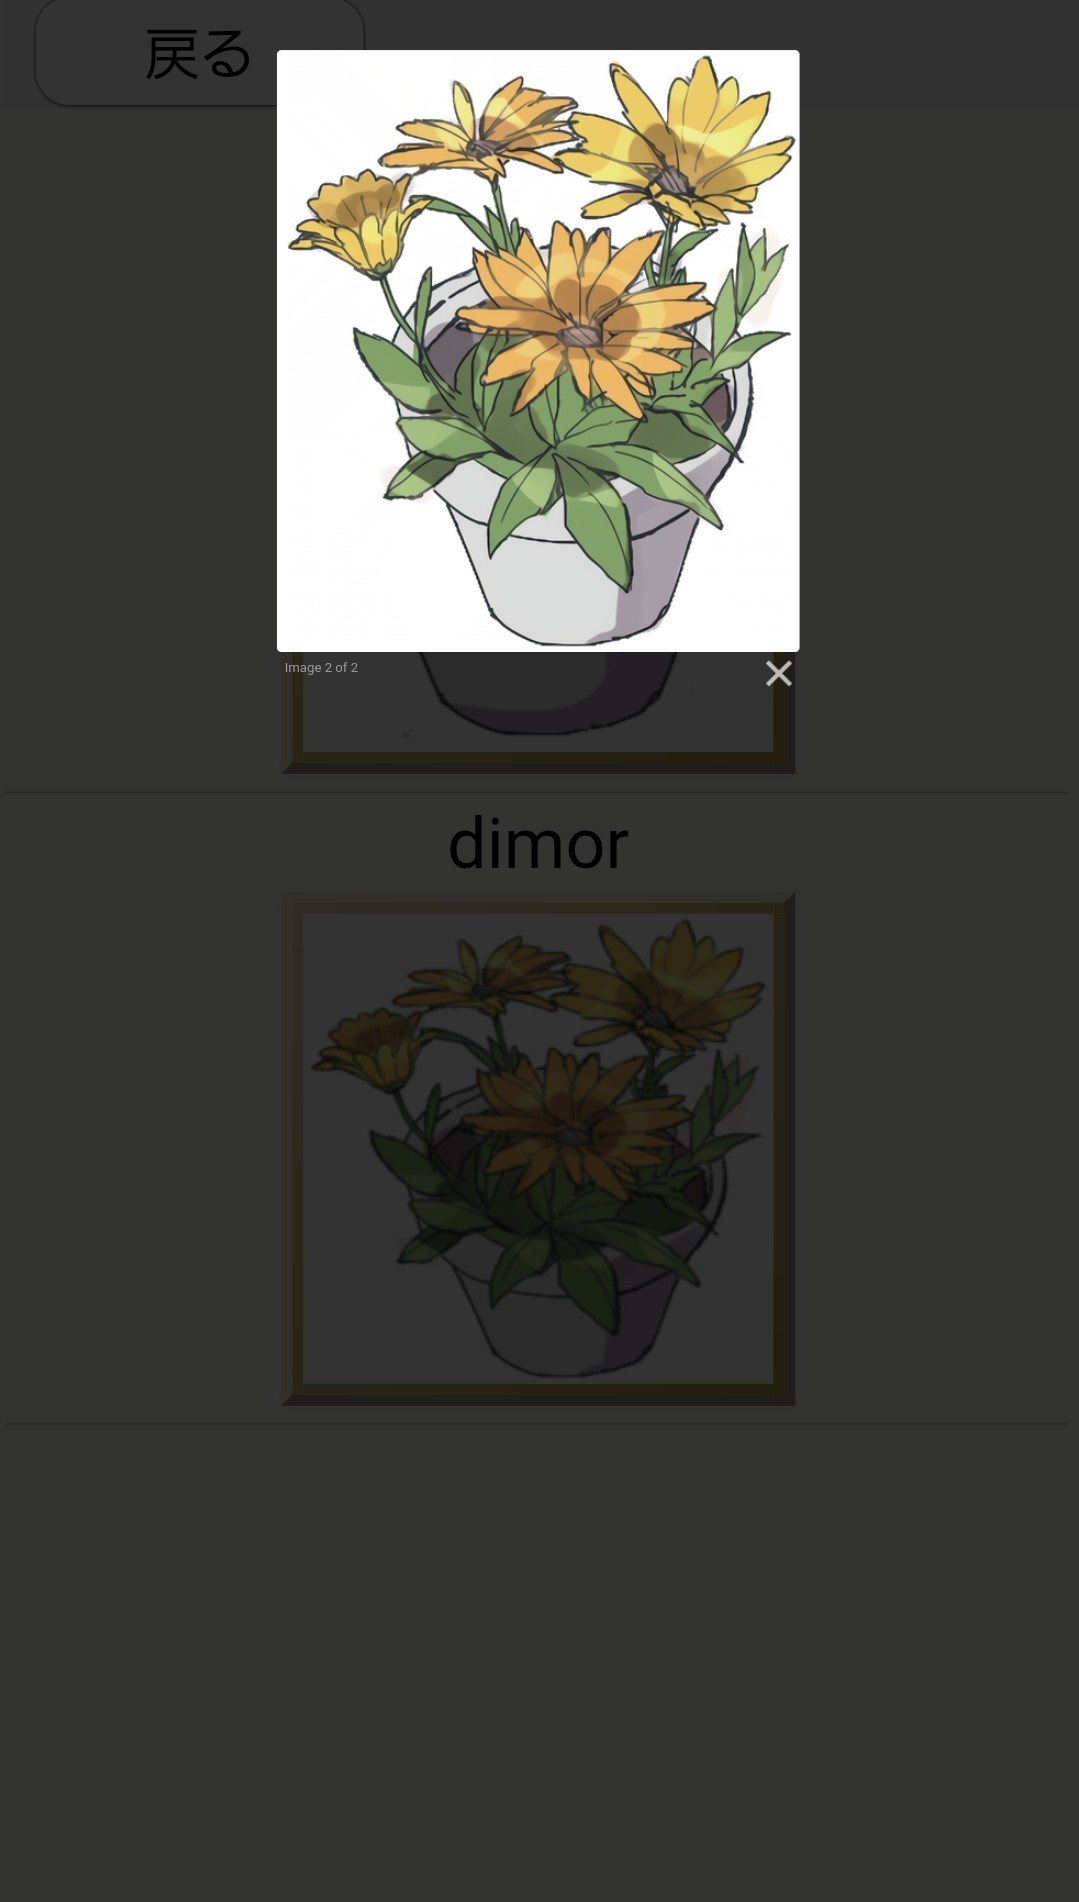 戻る
Image 2 of 2
dimor